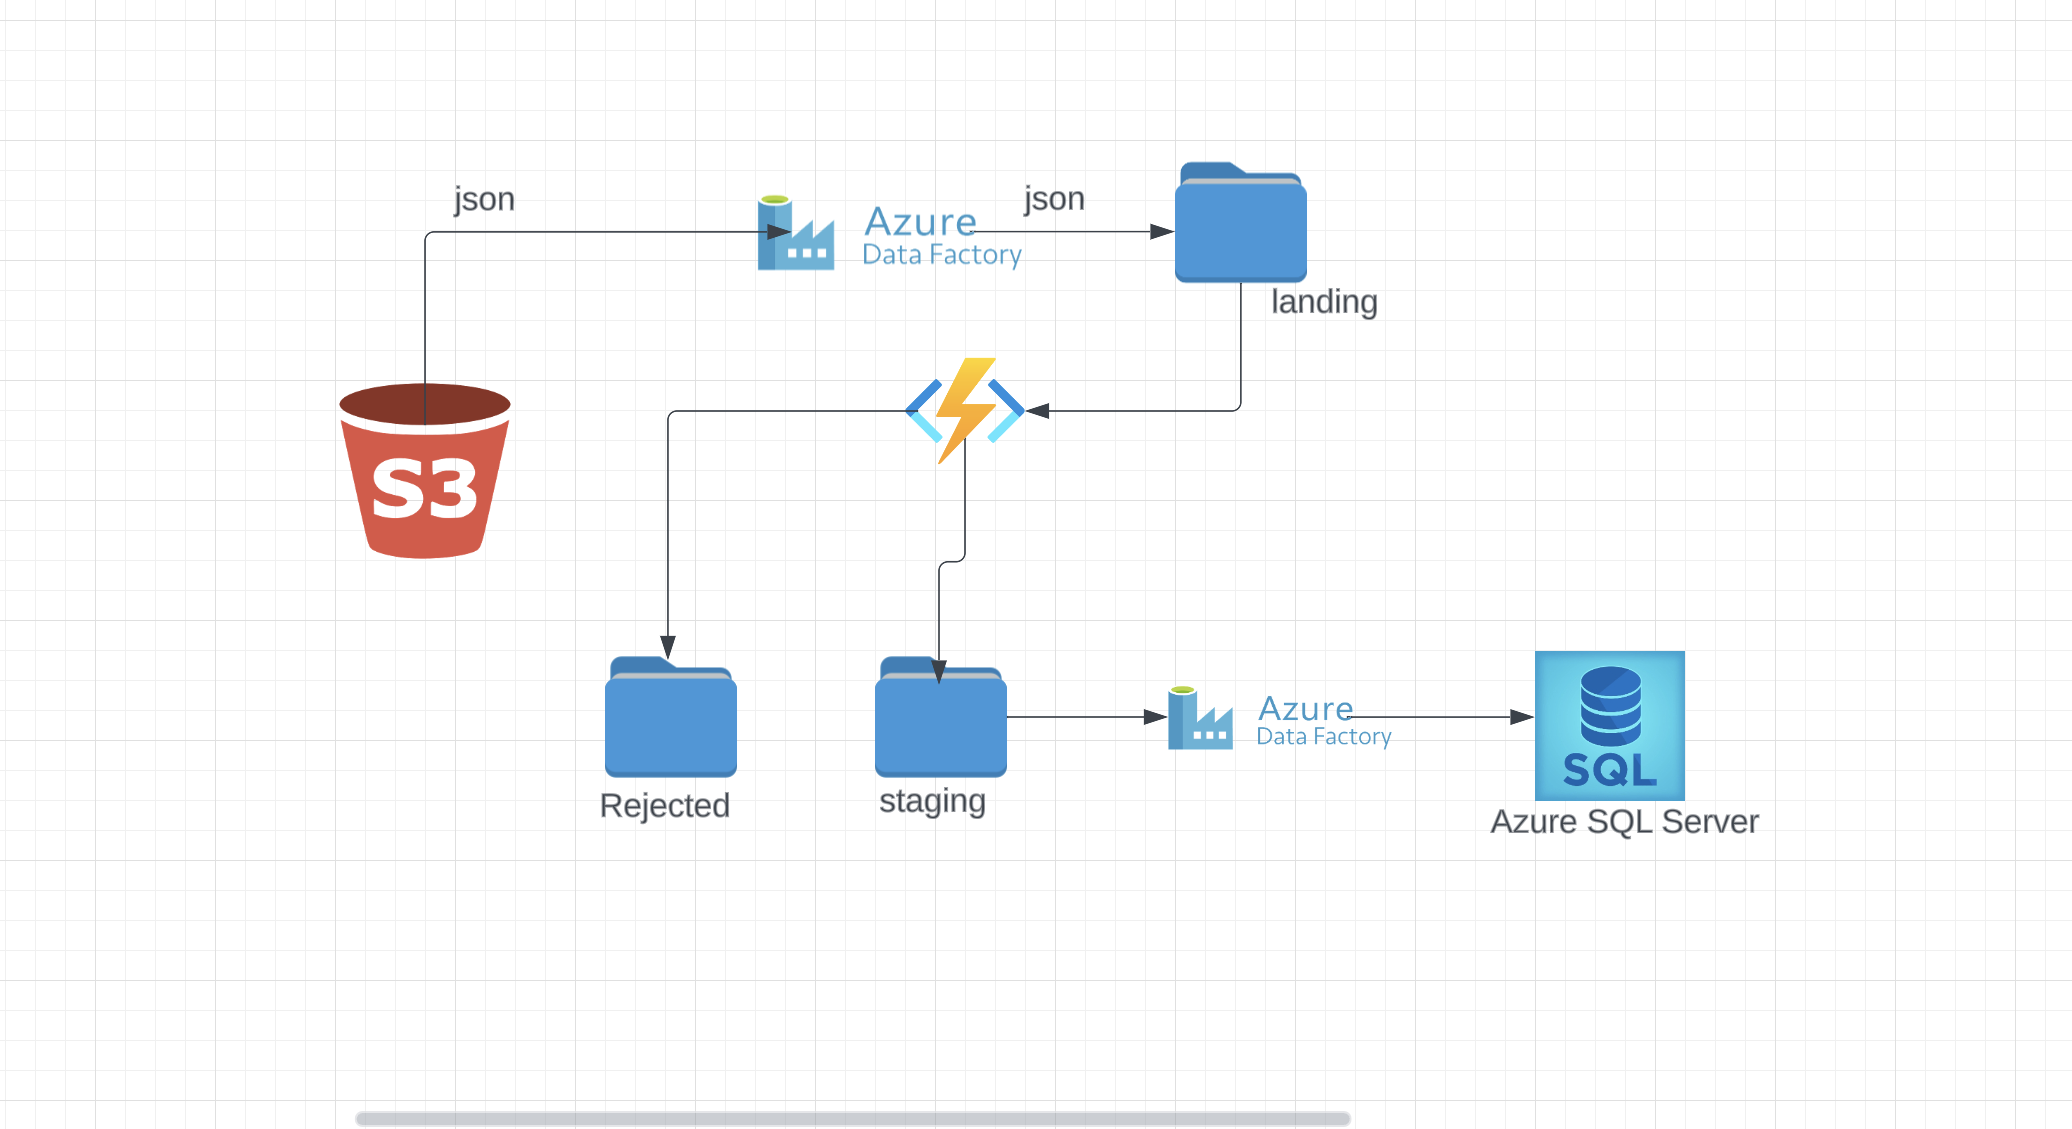 json
json
Azure
Data Factory
landing
S3
Rejected
staging
Azure
Data Factory
SQL
Azure SQL Server